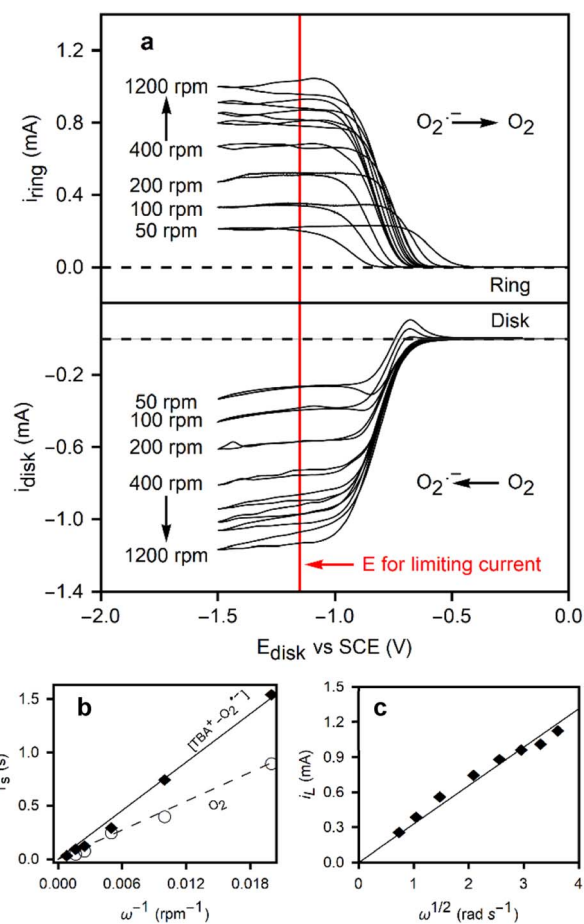 a
1.2
0.8
0.4
0.0
i_ring (mA)
1200 rpm
400 rpm
200 rpm
100 rpm
50 rpm
O₂·⁻ → O₂
Ring
Disk
−0.2
−0.6
−1.0
−1.4
i_disk (mA)
50 rpm
100 rpm
200 rpm
400 rpm
1200 rpm
O₂·⁻ ← O₂
E for limiting current
−2.0 −1.5 −1.0 −0.5 0.0
E_disk vs SCE (V)
b
1.5
1.0
0.5
0.0
[TBA⁺–O₂•⁻]
O₂
0.000 0.006 0.012 0.018
ω⁻¹ (rpm⁻¹)
c
1.5
1.2
0.9
0.6
0.3
0
i_L (mA)
0 1 2 3 4
ω^1/2 (rad s⁻¹)